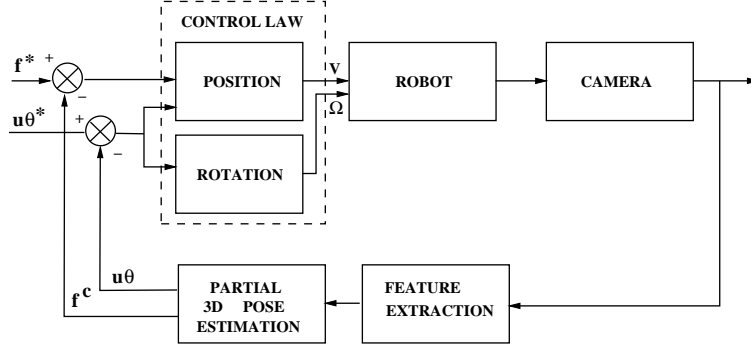 CONTROL LAW
f*
+
−
POSITION
V
ROBOT
CAMERA
Ω
uθ*
+
−
ROTATION
uθ
f c
PARTIAL
3D POSE
ESTIMATION
FEATURE
EXTRACTION